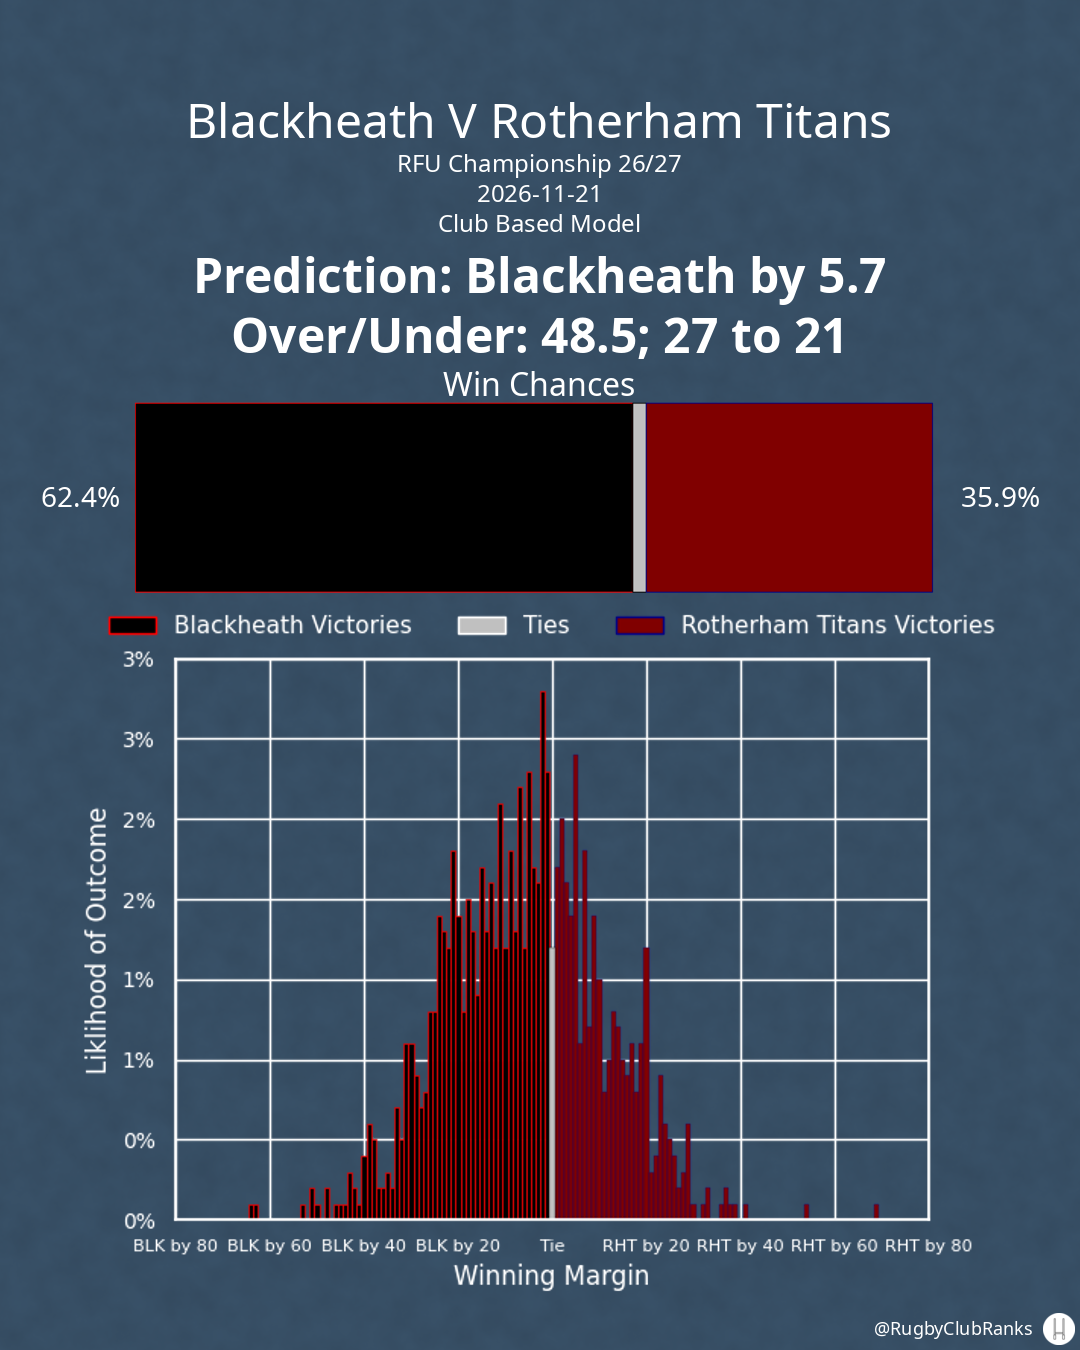 Blackheath V Rotherham Titans
RFU Championship 26/27
2026-11-21
Club Based Model
Prediction: Blackheath by 5.7
Over/Under: 48.5; 27 to 21
Win Chances
62.4%
35.9%
Blackheath Victories
Ties
Rotherham Titans Victories
3%
3%
2%
2%
1%
1%
0%
0%
Liklihood of Outcome
BLK by 80
BLK by 60
BLK by 40
BLK by 20
Tie
RHT by 20
RHT by 40
RHT by 60
RHT by 80
Winning Margin
@RugbyClubRanks